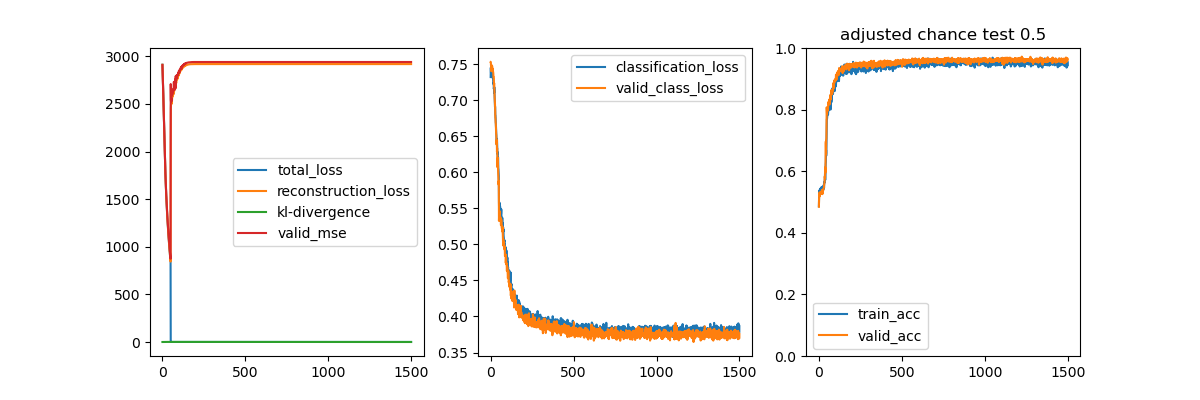 adjusted chance test 0.5
3000
2500
2000
1500
1000
500
0
total_loss
reconstruction_loss
kl-divergence
valid_mse
0 500 1000 1500
0.75
0.70
0.65
0.60
0.55
0.50
0.45
0.40
0.35
classification_loss
valid_class_loss
0 500 1000 1500
1.0
0.8
0.6
0.4
0.2
0.0
train_acc
valid_acc
0 500 1000 1500